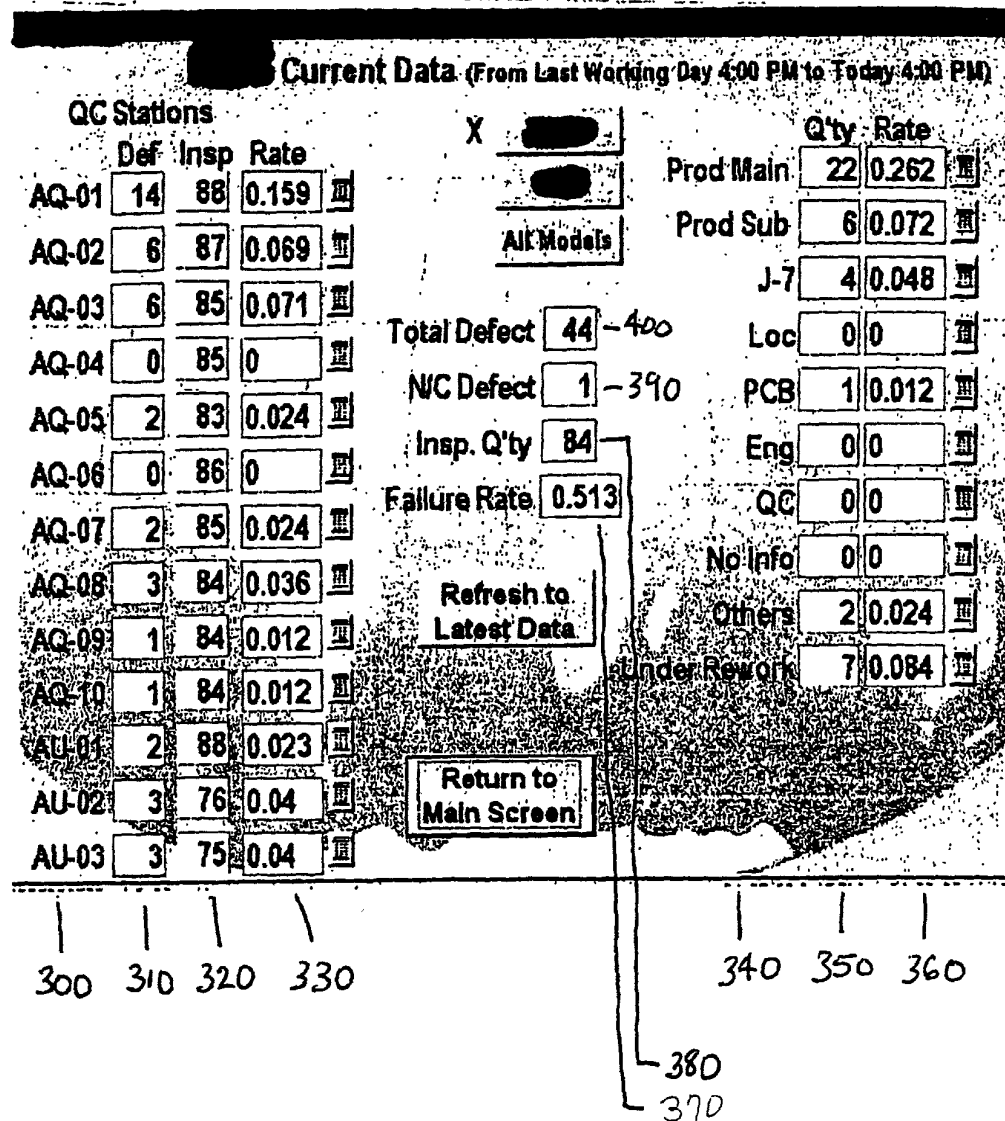 Current Data (From Last Working Day 4:00 PM to Today 4:00 PM)
QC Stations
Def Insp Rate
AQ-01 14 88 0.159
AQ-02 6 87 0.069
AQ-03 6 85 0.071
AQ-04 0 85 0
AQ-05 2 83 0.024
AQ-06 0 86 0
AQ-07 2 85 0.024
AQ-08 3 84 0.036
AQ-09 1 84 0.012
AQ-10 1 84 0.012
AU-01 2 88 0.023
AU-02 3 76 0.04
AU-03 3 75 0.04
X
All Models
Total Defect 44 -400
N/C Defect 1 -390
Insp. Q'ty 84
Failure Rate 0.513
Refresh to
Latest Data
Return to
Main Screen
Q'ty Rate
Prod Main 22 0.262
Prod Sub 6 0.072
J-7 4 0.048
Loc 0 0
PCB 1 0.012
Eng 0 0
QC 0 0
No Info 0 0
Others 2 0.024
Under Rework 7 0.084
300 310 320 330 340 350 360
380
370